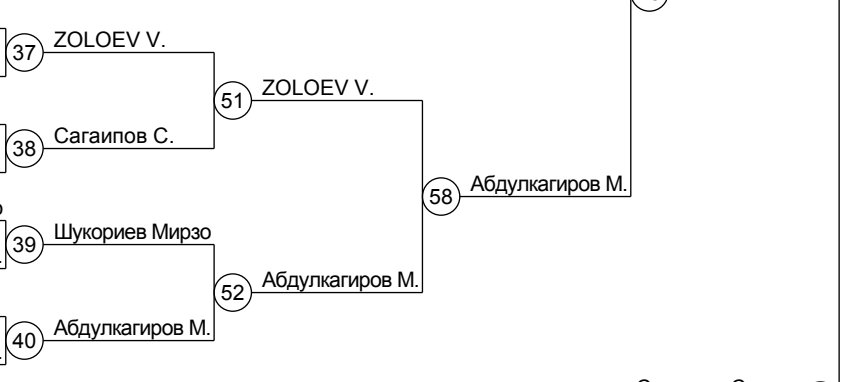 37 ZOLOEV V.
51 ZOLOEV V.
38 Сагаипов С.
58 Абдулкагиров М.
39 Шукориев Мирзо
52 Абдулкагиров М.
40 Абдулкагиров М.